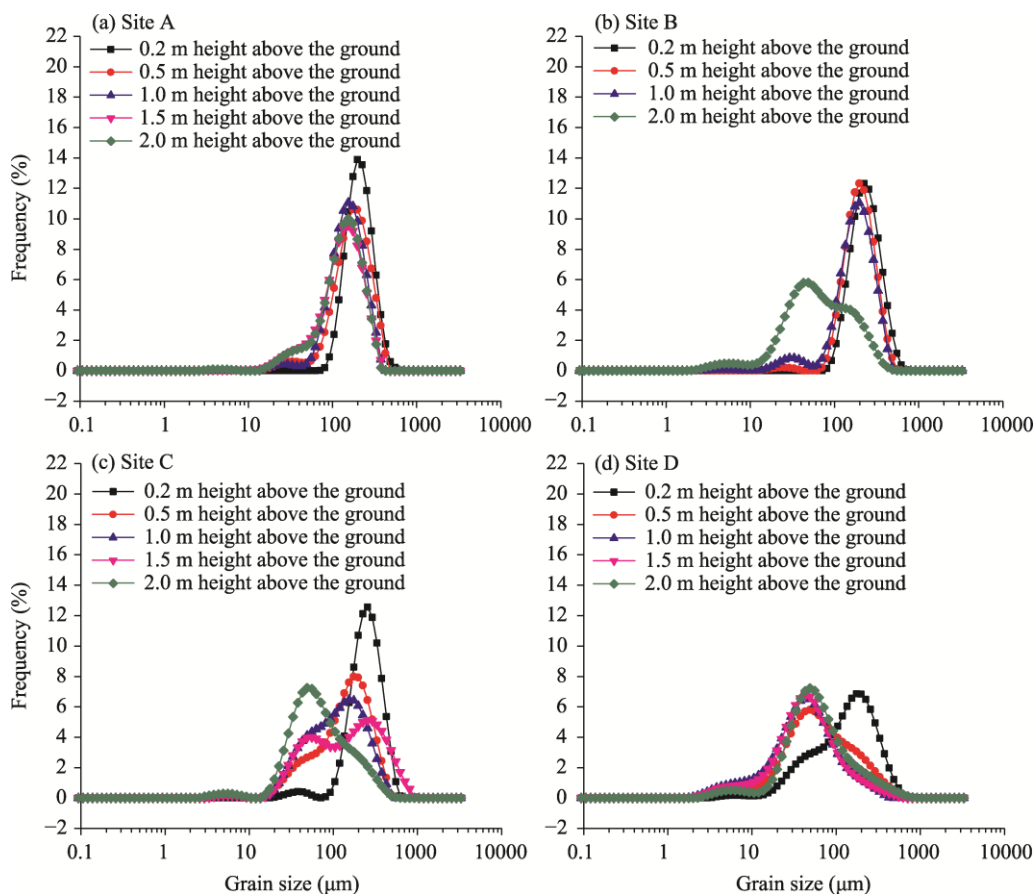 (a) Site A
0.2 m height above the ground
0.5 m height above the ground
1.0 m height above the ground
1.5 m height above the ground
2.0 m height above the ground
22
20
18
16
14
12
10
8
6
4
2
0
−2
Frequency (%)
0.1 1 10 100 1000 10000
(b) Site B
0.2 m height above the ground
0.5 m height above the ground
1.0 m height above the ground
2.0 m height above the ground
22
20
18
16
14
12
10
8
6
4
2
0
−2
0.1 1 10 100 1000 10000
(c) Site C
0.2 m height above the ground
0.5 m height above the ground
1.0 m height above the ground
1.5 m height above the ground
2.0 m height above the ground
22
20
18
16
14
12
10
8
6
4
2
0
−2
Frequency (%)
0.1 1 10 100 1000 10000
Grain size (μm)
(d) Site D
0.2 m height above the ground
0.5 m height above the ground
1.0 m height above the ground
1.5 m height above the ground
2.0 m height above the ground
22
20
18
16
14
12
10
8
6
4
2
0
−2
0.1 1 10 100 1000 10000
Grain size (μm)